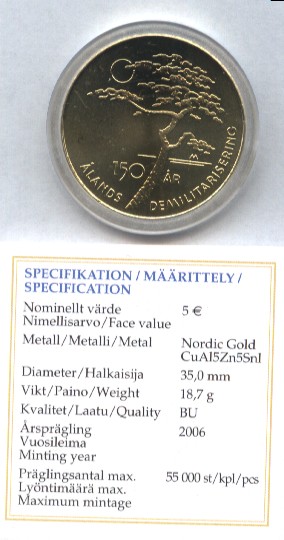 150 ÅR
M
ÅLANDS DEMILITARISERING
SPECIFIKATION / MÄÄRITTELY /
SPECIFICATION
Nominellt värde 5 €
Nimellisarvo/Face value
Metall/Metalli/Metal Nordic Gold
CuAl5Zn5Snl
Diameter/Halkaisija 35,0 mm
Vikt/Paino/Weight 18,7 g
Kvalitet/Laatu/Quality BU
Årsprägling 2006
Vuosileima
Minting year
Präglingsantal max. 55 000 st/kpl/pcs
Lyöntimäärä max.
Maximum mintage